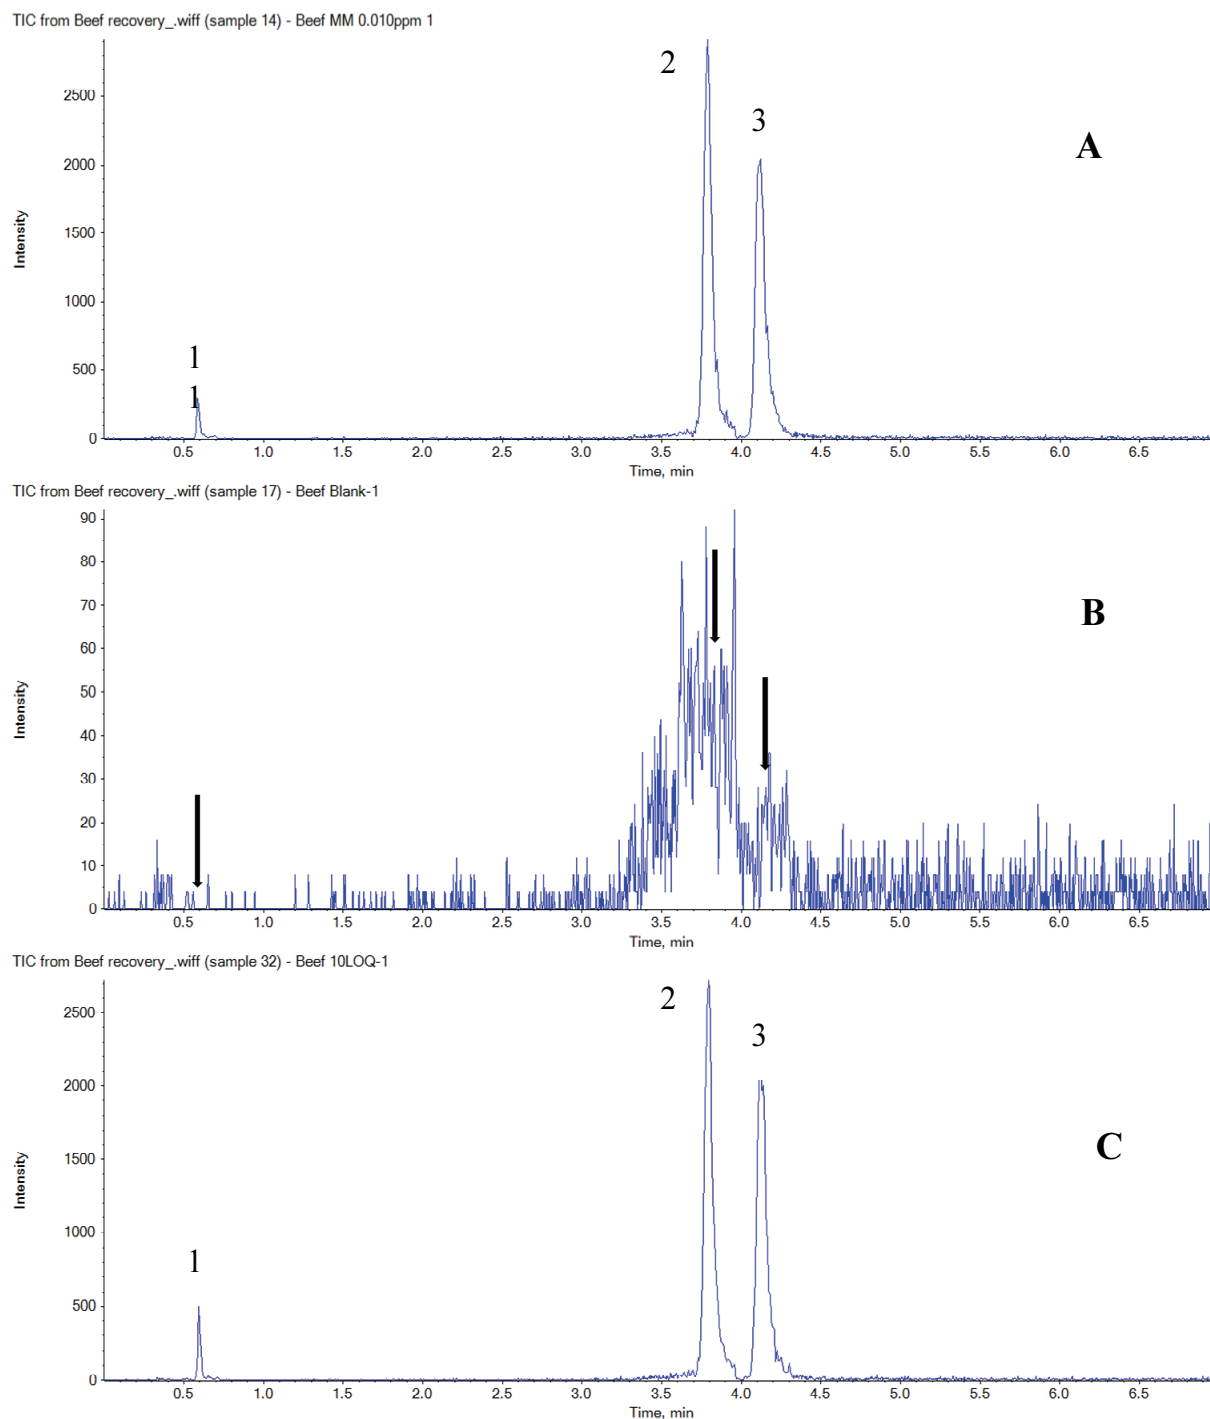 TIC from Beef recovery_.wiff (sample 14) - Beef MM 0.010ppm 1
2
3
A
1
1
Intensity
2500
2000
1500
1000
500
0
0.5 1.0 1.5 2.0 2.5 3.0 3.5 4.0 4.5 5.0 5.5 6.0 6.5
Time, min
TIC from Beef recovery_.wiff (sample 17) - Beef Blank-1
B
Intensity
90
80
70
60
50
40
30
20
10
0
0.5 1.0 1.5 2.0 2.5 3.0 3.5 4.0 4.5 5.0 5.5 6.0 6.5
Time, min
TIC from Beef recovery_.wiff (sample 32) - Beef 10LOQ-1
2
3
C
1
Intensity
2500
2000
1500
1000
500
0
0.5 1.0 1.5 2.0 2.5 3.0 3.5 4.0 4.5 5.0 5.5 6.0 6.5
Time, min